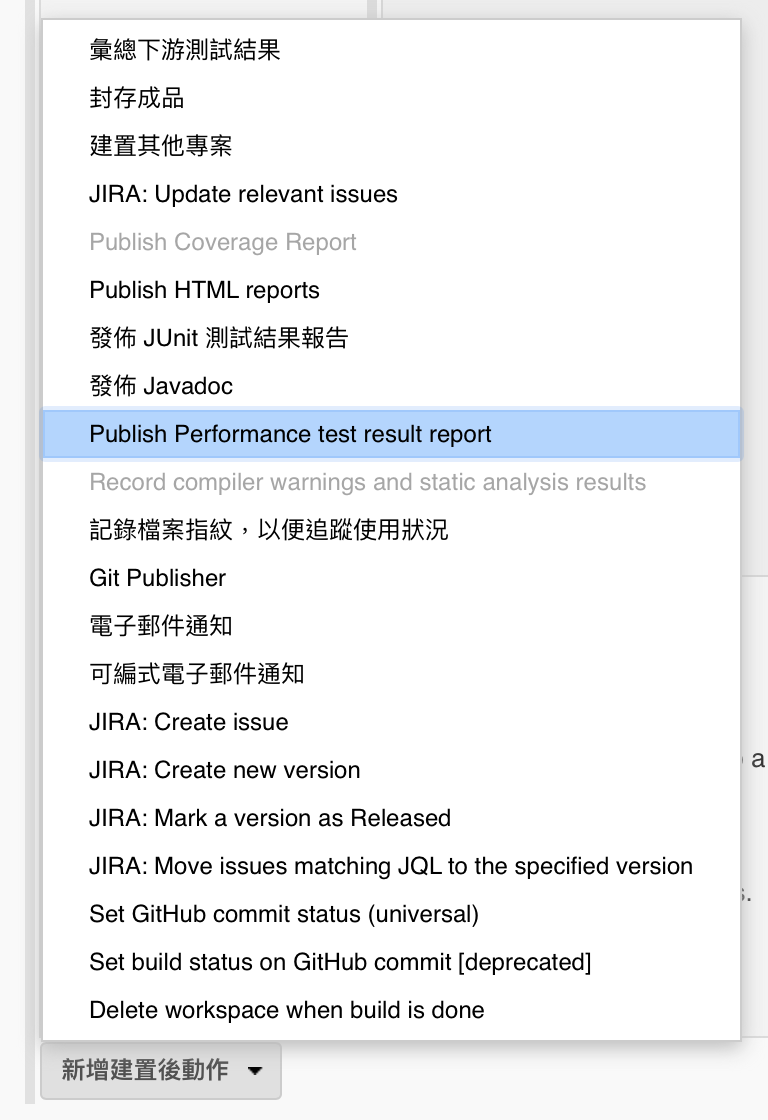 彙總下游測試結果
封存成品
建置其他專案
JIRA: Update relevant issues
Publish Coverage Report
Publish HTML reports
發佈 JUnit 測試結果報告
發佈 Javadoc
Publish Performance test result report
Record compiler warnings and static analysis results
記錄檔案指紋，以便追蹤使用狀況
Git Publisher
電子郵件通知
可編式電子郵件通知
JIRA: Create issue
JIRA: Create new version
a
JIRA: Mark a version as Released
JIRA: Move issues matching JQL to the specified version
Set GitHub commit status (universal)
Set build status on GitHub commit [deprecated]
Delete workspace when build is done
新增建置後動作